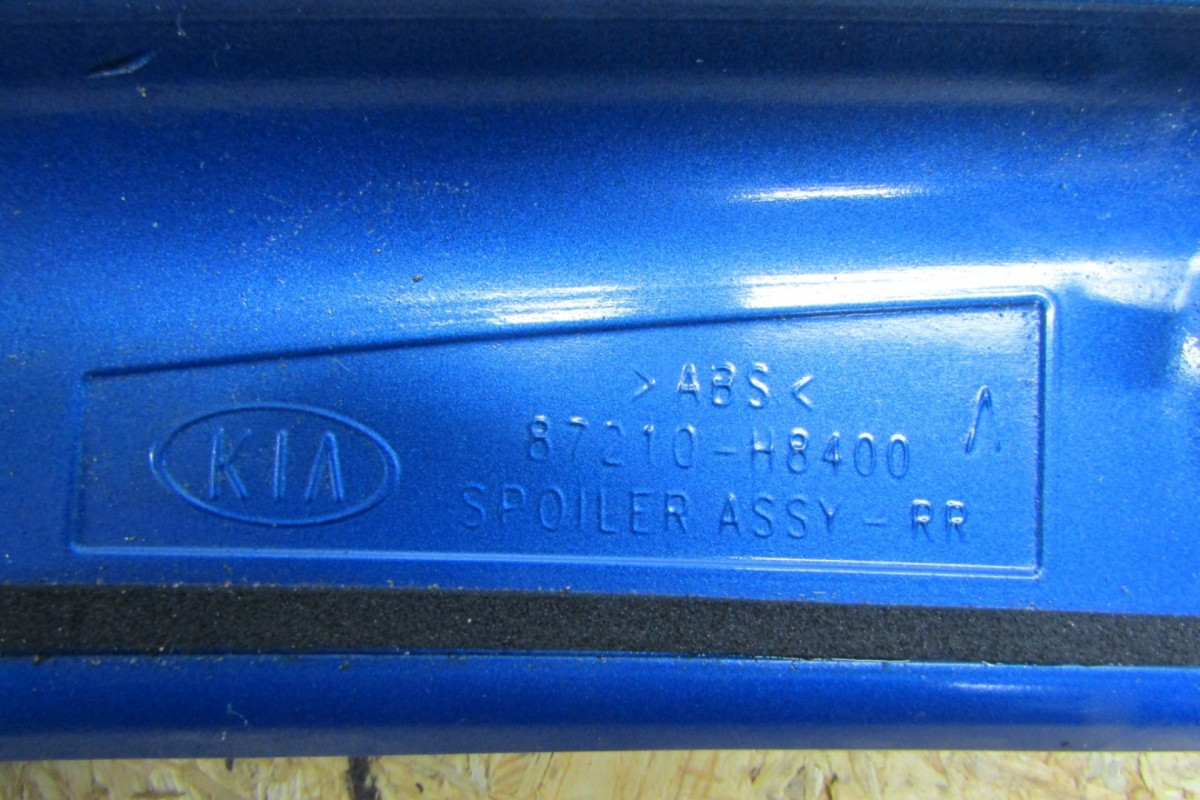 >ABS<
87210-H8400
SPOILER ASSY - RR
KIA